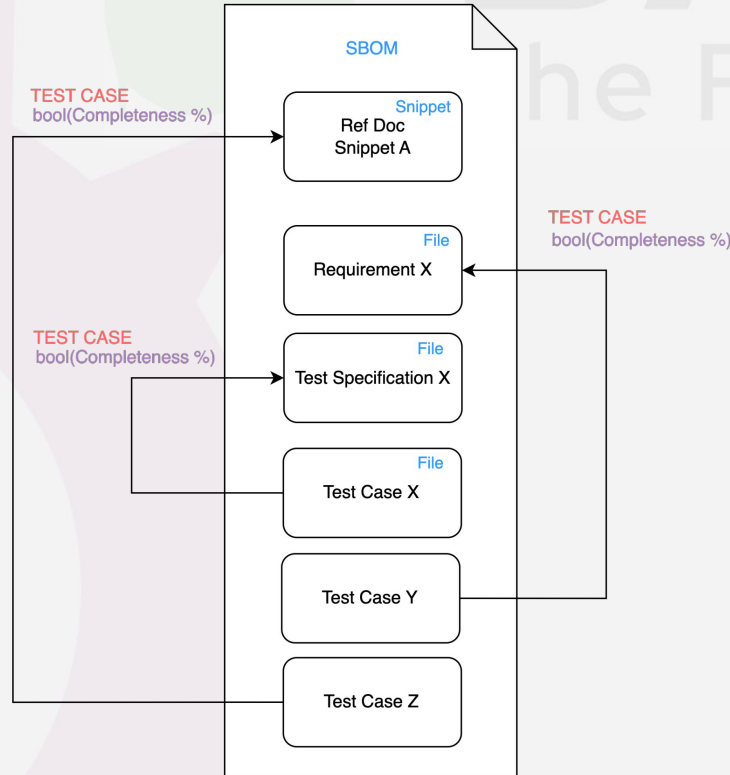 SBOM
TEST CASE
bool(Completeness %)
Snippet
Ref Doc
Snippet A
he F
TEST CASE
bool(Completeness %)
File
Requirement X
TEST CASE
bool(Completeness %)
File
Test Specification X
File
Test Case X
Test Case Y
Test Case Z